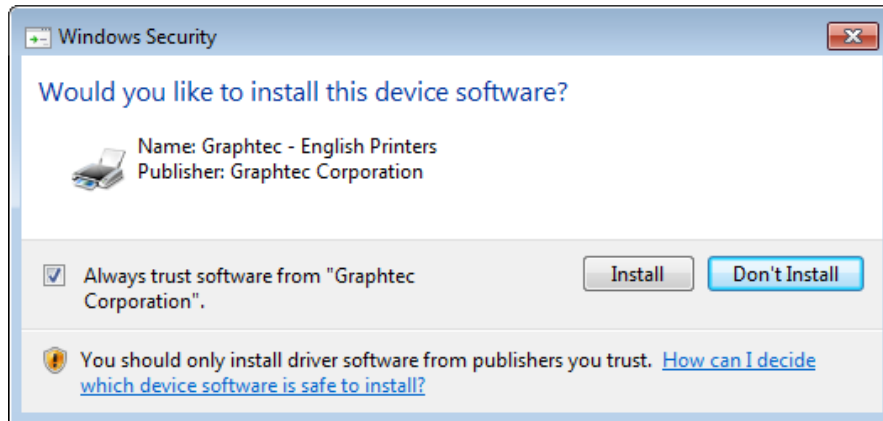 Windows Security
Would you like to install this device software?
Name: Graphtec - English Printers
Publisher: Graphtec Corporation
Always trust software from "Graphtec
Corporation".
Install
Don't Install
You should only install driver software from publishers you trust. How can I decide
which device software is safe to install?